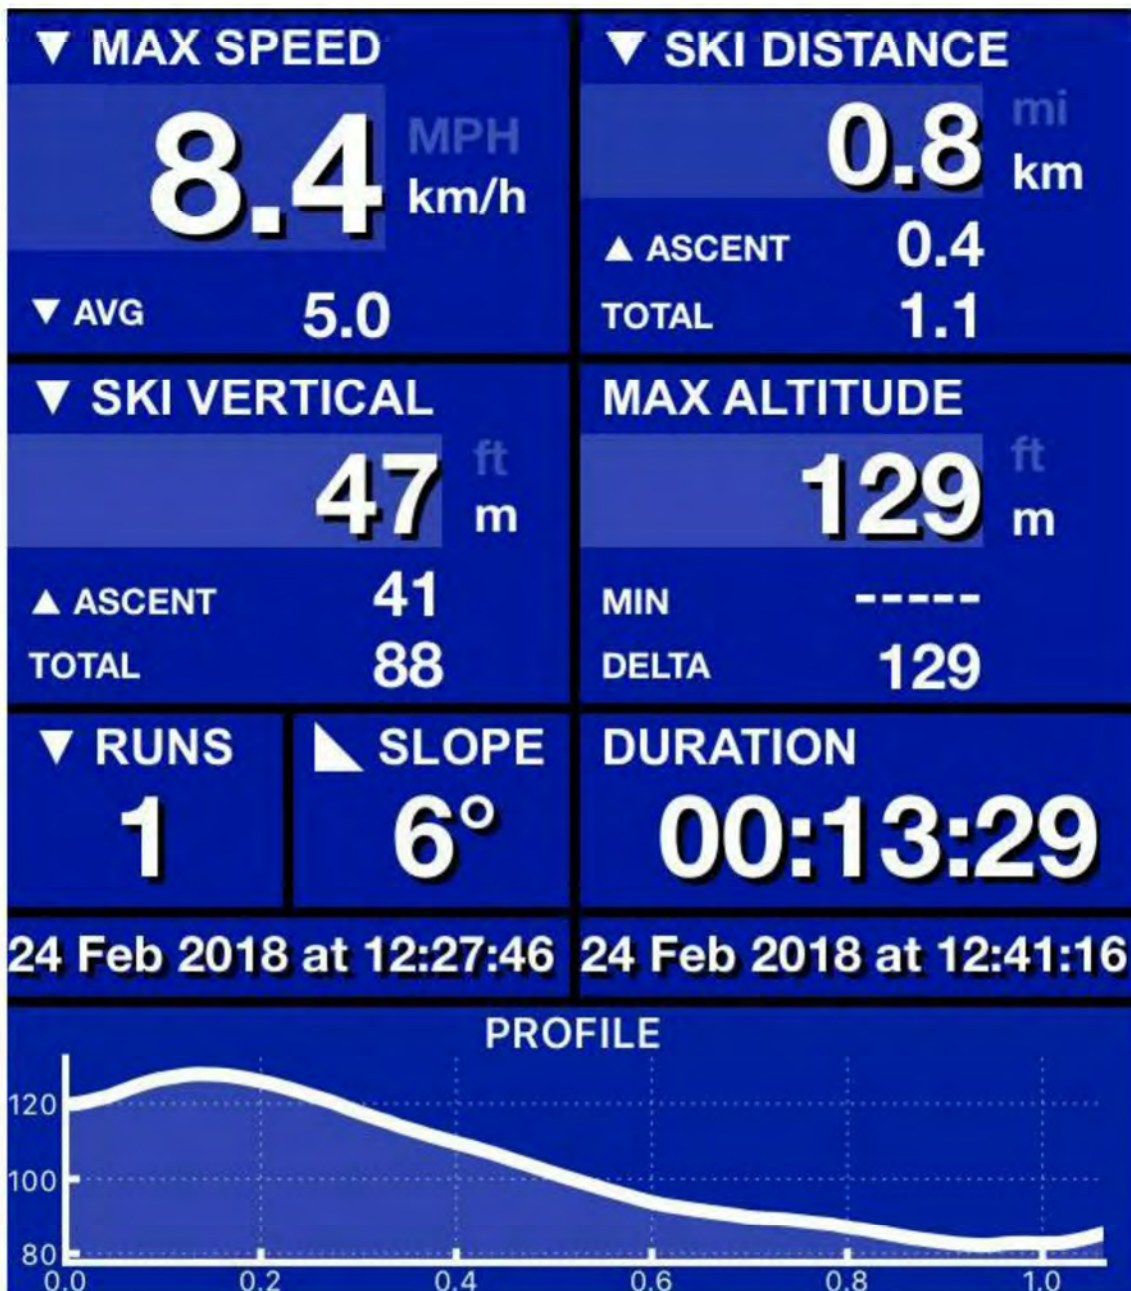 ▼ MAX SPEED
8.4 MPH km/h
▼ AVG 5.0
▼ SKI DISTANCE
0.8 mi km
▲ ASCENT 0.4
TOTAL 1.1
▼ SKI VERTICAL
47 ft m
▲ ASCENT 41
TOTAL 88
MAX ALTITUDE
129 ft m
MIN -----
DELTA 129
▼ RUNS
1
◣ SLOPE
6°
DURATION
00:13:29
24 Feb 2018 at 12:27:46
24 Feb 2018 at 12:41:16
PROFILE
120
100
80
0.0 0.2 0.4 0.6 0.8 1.0